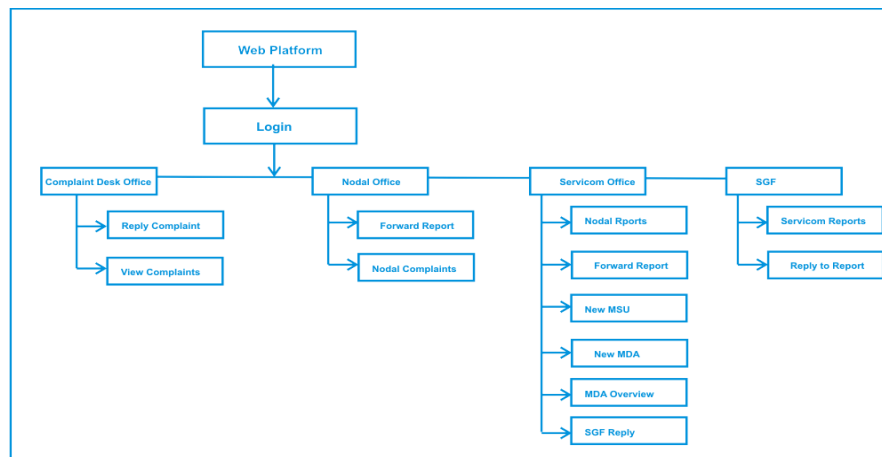 Web Platform
Login
Complaint Desk Office
Nodal Office
Servicom Office
SGF
Reply Complaint
Forward Report
Nodal Rports
Servicom Reports
View Complaints
Nodal Complaints
Forward Report
Reply to Report
New MSU
New MDA
MDA Overview
SGF Reply